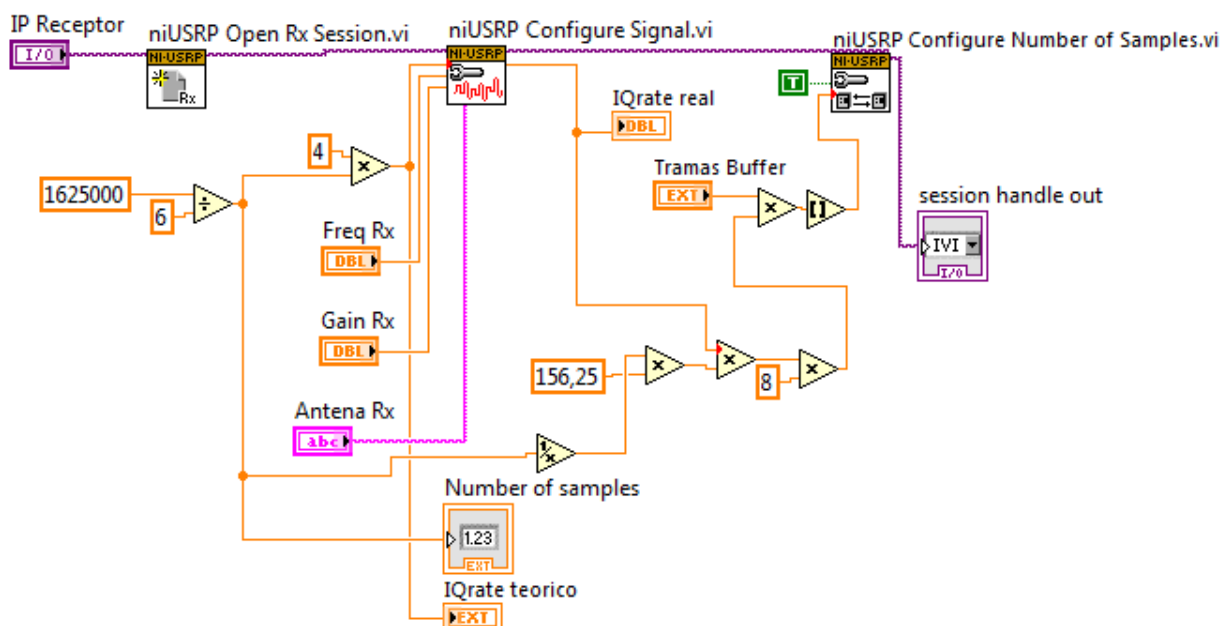 IP Receptor
I/O
niUSRP Open Rx Session.vi
NI-USRP
Rx
niUSRP Configure Signal.vi
NI-USRP
niUSRP Configure Number of Samples.vi
NI-USRP
T
IQrate real
DBL
4
1625000
6
Tramas Buffer
EXT
session handle out
IVI
I/O
Freq Rx
DBL
Gain Rx
DBL
156,25
8
Antena Rx
abc
1/x
Number of samples
1.23
EXT
IQrate teorico
EXT